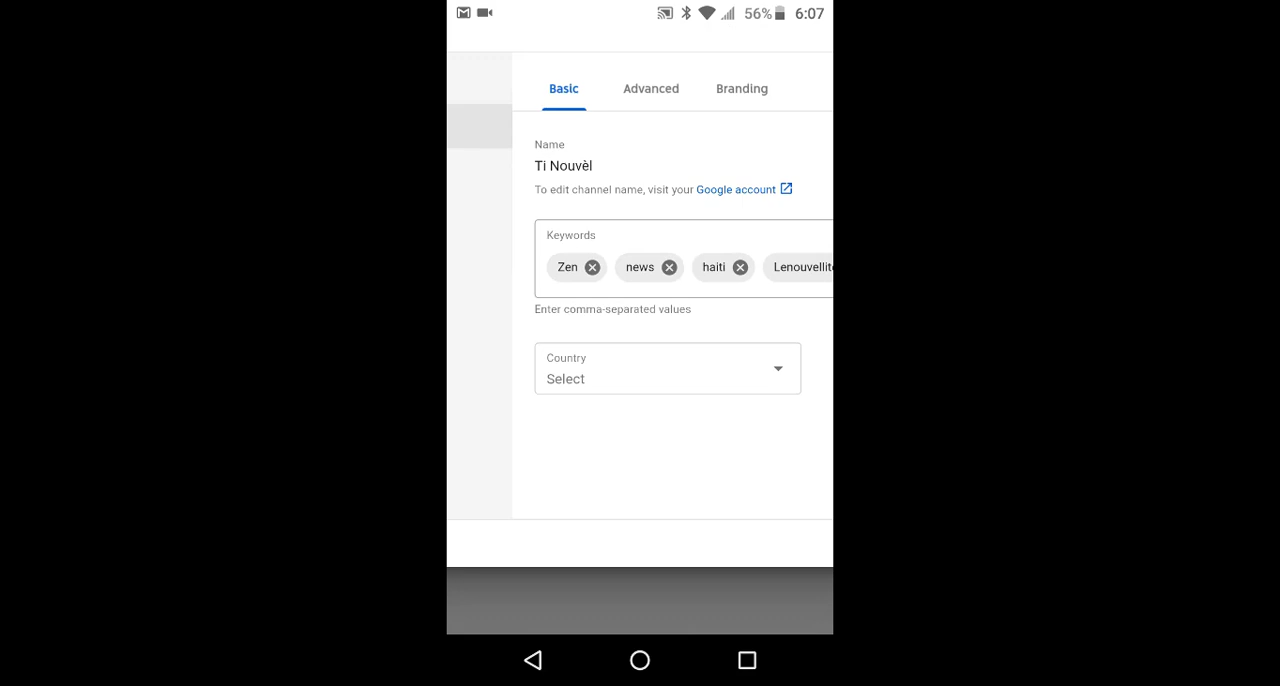 56% 6:07
Basic Advanced Branding
Name
Ti Nouvèl
To edit channel name, visit your Google account
Keywords
Zen news haiti Lenouvellit
Enter comma-separated values
Country
Select